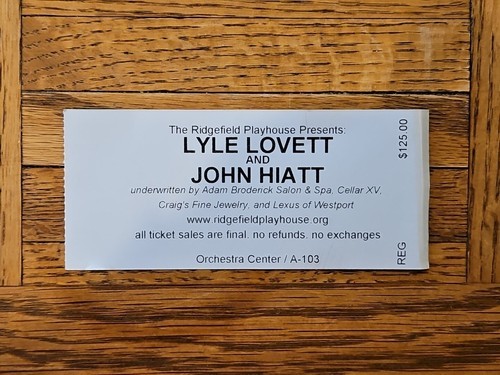 The Ridgefield Playhouse Presents:
LYLE LOVETT
AND
JOHN HIATT
underwritten by Adam Broderick Salon & Spa, Cellar XV,
Craig's Fine Jewelry, and Lexus of Westport
www.ridgefieldplayhouse.org
all ticket sales are final. no refunds. no exchanges
Orchestra Center / A-103
$125.00
REG